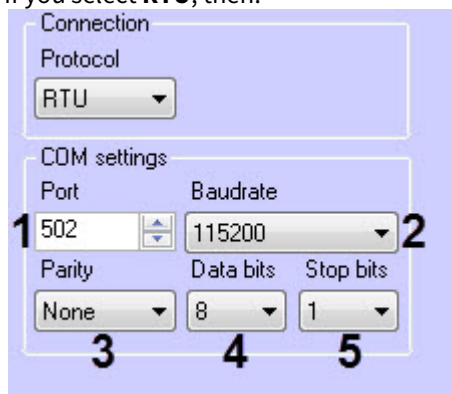 If you select RTU, then:
Connection
Protocol
RTU
COM settings
Port Baudrate
1 502 115200 2
Parity Data bits Stop bits
None 8 1
3 4 5